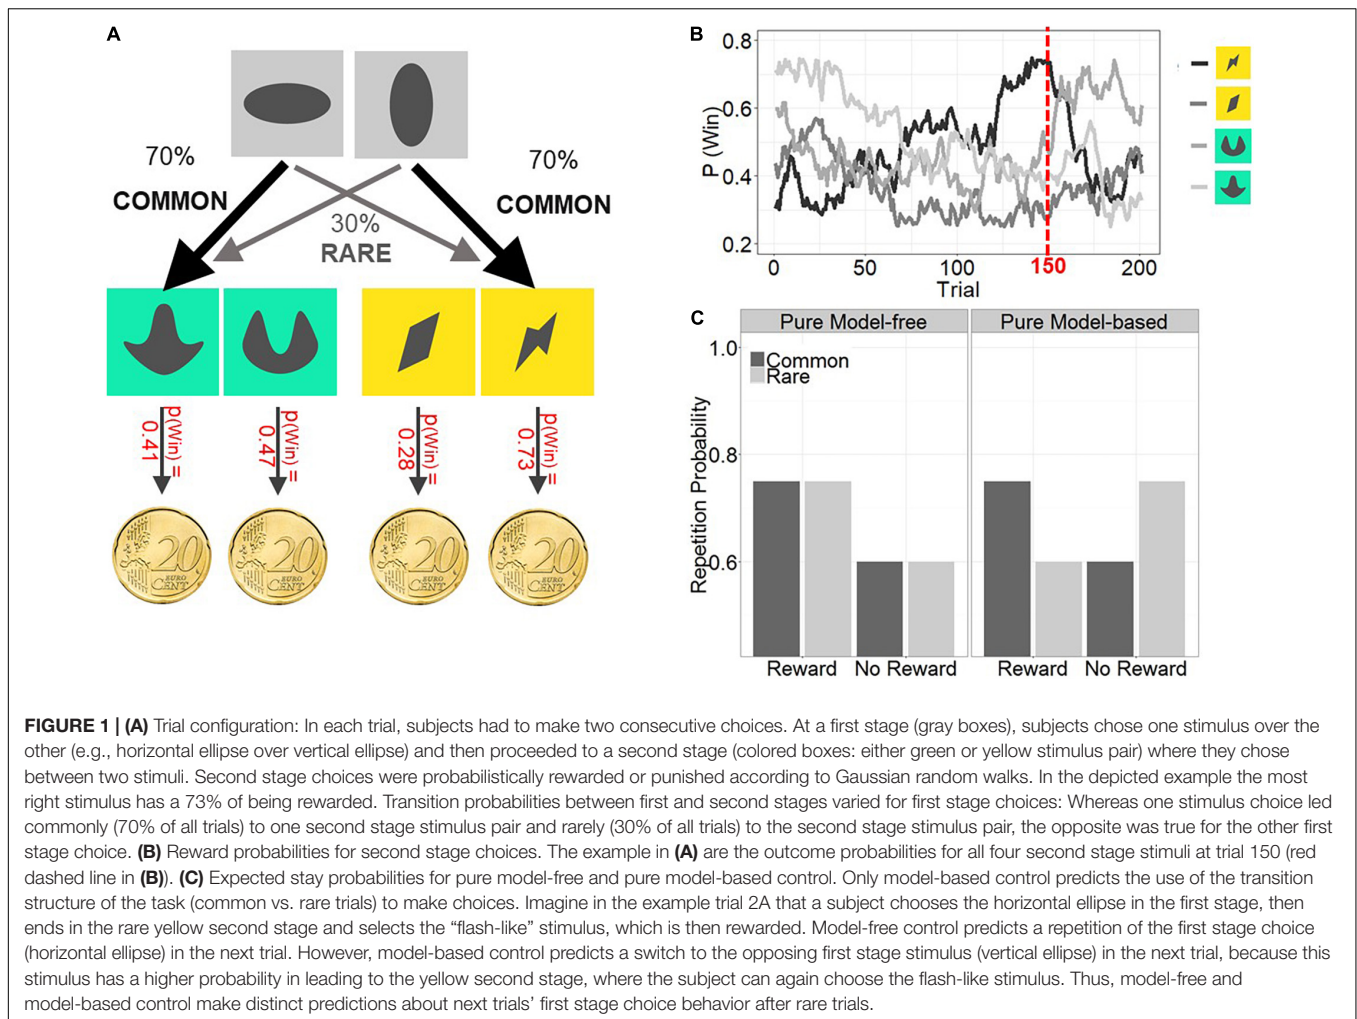 A
70%
COMMON
70%
COMMON
30%
RARE
p(Win) =
0.41
p(Win) =
0.47
p(Win) =
0.28
p(Win) =
0.73
20
EURO
CENT
20
EURO
CENT
20
EURO
CENT
20
EURO
CENT
B
P (Win)
0.8
0.6
0.4
0.2
0
50
100
150
200
Trial
C
Pure Model-free
Pure Model-based
Repetition Probability
1.0
0.8
0.6
Common
Rare
Reward
No Reward
Reward
No Reward
FIGURE 1 | (A) Trial configuration: In each trial, subjects had to make two consecutive choices. At a first stage (gray boxes), subjects chose one stimulus over the
other (e.g., horizontal ellipse over vertical ellipse) and then proceeded to a second stage (colored boxes: either green or yellow stimulus pair) where they chose
between two stimuli. Second stage choices were probabilistically rewarded or punished according to Gaussian random walks. In the depicted example the most
right stimulus has a 73% of being rewarded. Transition probabilities between first and second stages varied for first stage choices: Whereas one stimulus choice led
commonly (70% of all trials) to one second stage stimulus pair and rarely (30% of all trials) to the second stage stimulus pair, the opposite was true for the other first
stage choice. (B) Reward probabilities for second stage choices. The example in (A) are the outcome probabilities for all four second stage stimuli at trial 150 (red
dashed line in (B)). (C) Expected stay probabilities for pure model-free and pure model-based control. Only model-based control predicts the use of the transition
structure of the task (common vs. rare trials) to make choices. Imagine in the example trial 2A that a subject chooses the horizontal ellipse in the first stage, then
ends in the rare yellow second stage and selects the “flash-like” stimulus, which is then rewarded. Model-free control predicts a repetition of the first stage choice
(horizontal ellipse) in the next trial. However, model-based control predicts a switch to the opposing first stage stimulus (vertical ellipse) in the next trial, because this
stimulus has a higher probability in leading to the yellow second stage, where the subject can again choose the flash-like stimulus. Thus, model-free and
model-based control make distinct predictions about next trials’ first stage choice behavior after rare trials.